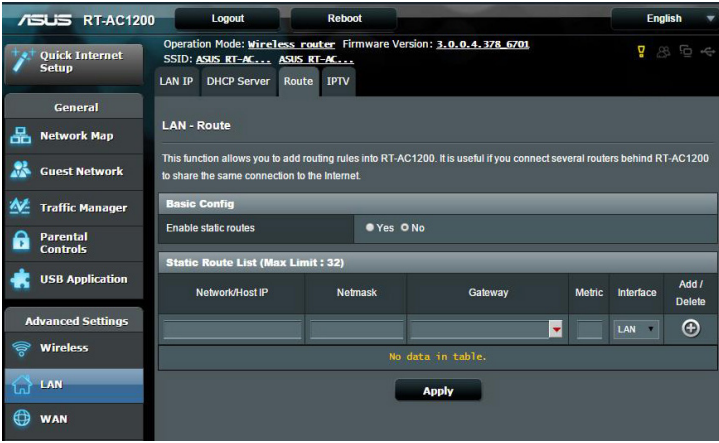 ASUS RT-AC1200 Logout Reboot English
Quick Internet Setup
Operation Mode: Wireless router Firmware Version: 3.0.0.4.378_6701
SSID: ASUS RT-AC... ASUS RT-AC...
LAN IP DHCP Server Route IPTV
General
Network Map
Guest Network
Traffic Manager
Parental Controls
USB Application
Advanced Settings
Wireless
LAN
WAN
LAN - Route
This function allows you to add routing rules into RT-AC1200. It is useful if you connect several routers behind RT-AC1200
to share the same connection to the Internet.
Basic Config
Enable static routes Yes No
Static Route List (Max Limit : 32)
Network/Host IP Netmask Gateway Metric Interface Add / Delete
LAN
No data in table.
Apply